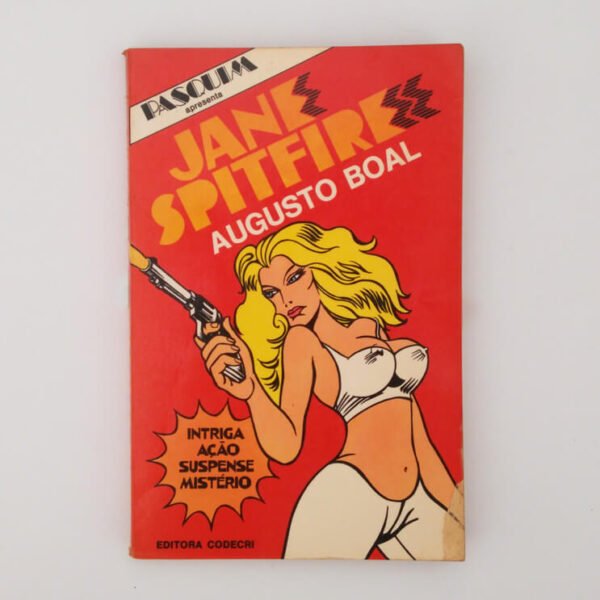 PASQUIM
apresenta
JANE
SPITFIRE
AUGUSTO BOAL
INTRIGA
AÇÃO
SUSPENSE
MISTÉRIO
EDITORA CODECRI